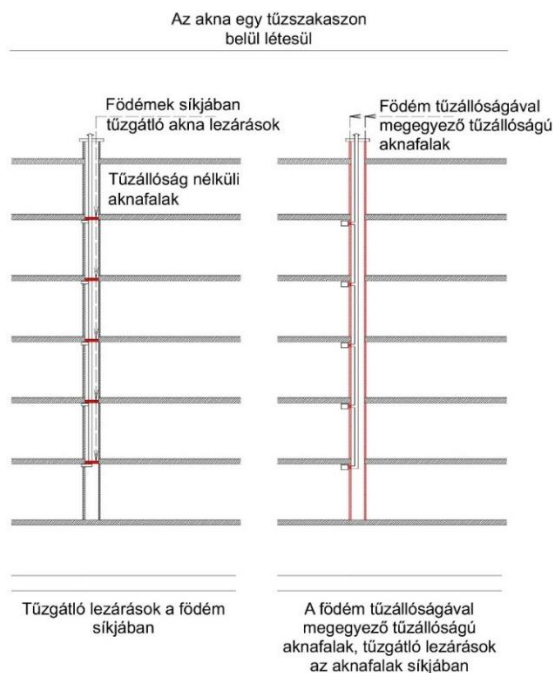 Az akna egy tűzszakaszon
belül létesül
Födémek síkjában
tűzgátló akna lezárások
Tűzállóság nélküli
aknafalak
Födém tűzállóságával
megegyező tűzállóságú
aknafalak
Tűzgátló lezárások a födém
síkjában
A födém tűzállóságával
megegyező tűzállóságú
aknafalak, tűzgátló lezárások
az aknafalak síkjában